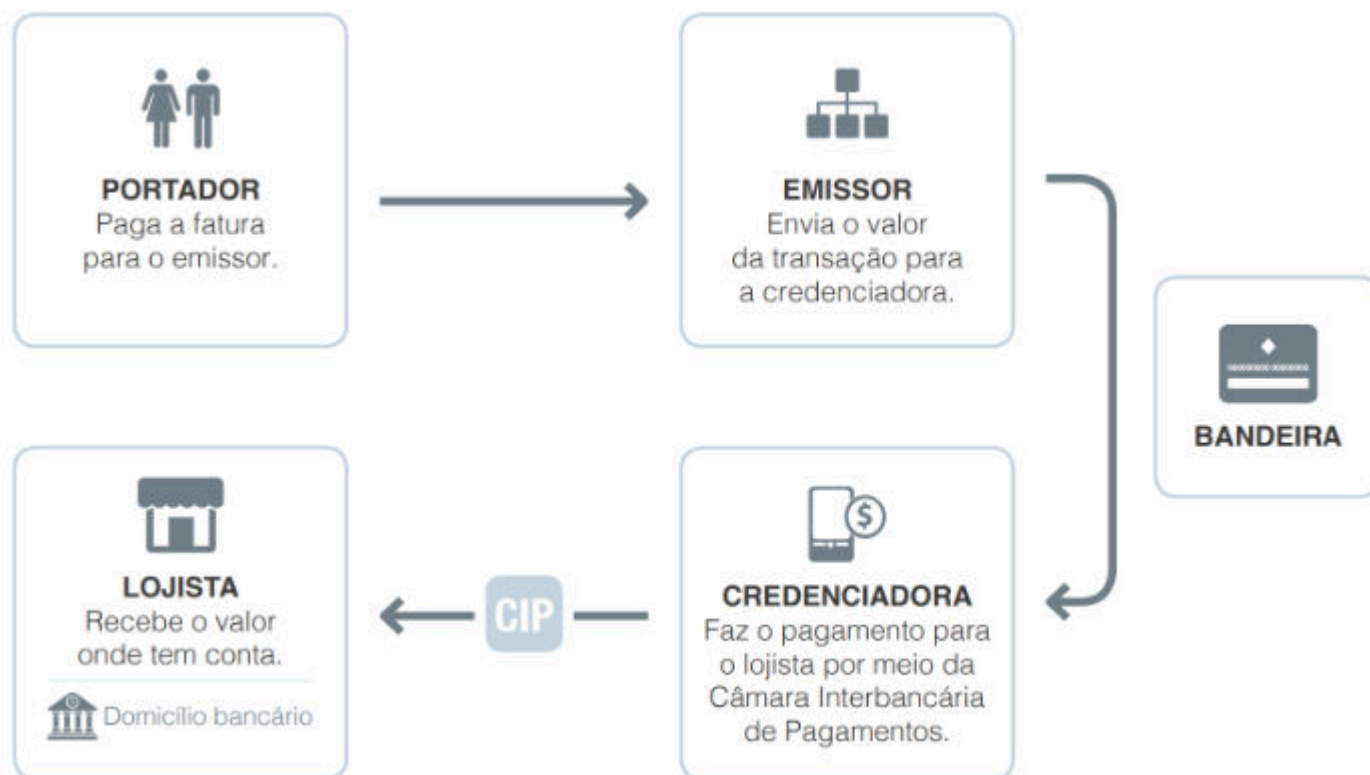 PORTADOR
Paga a fatura
para o emissor.
EMISSOR
Envia o valor
da transação para
a credenciadora.
BANDEIRA
LOJISTA
Recebe o valor
onde tem conta.
Domicílio bancário
CIP
CREDENCIADORA
Faz o pagamento para
o lojista por meio da
Câmara Interbancária
de Pagamentos.